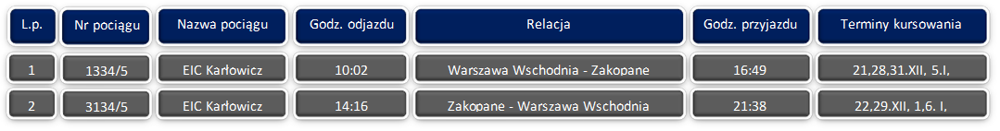 L.p. Nr pociągu Nazwa pociągu Godz. odjazdu Relacja Godz. przyjazdu Terminy kursowania
1 1334/5 EIC Karłowicz 10:02 Warszawa Wschodnia - Zakopane 16:49 21,28,31.XII, 5.I,
2 3134/5 EIC Karłowicz 14:16 Zakopane - Warszawa Wschodnia 21:38 22,29.XII, 1,6. I,